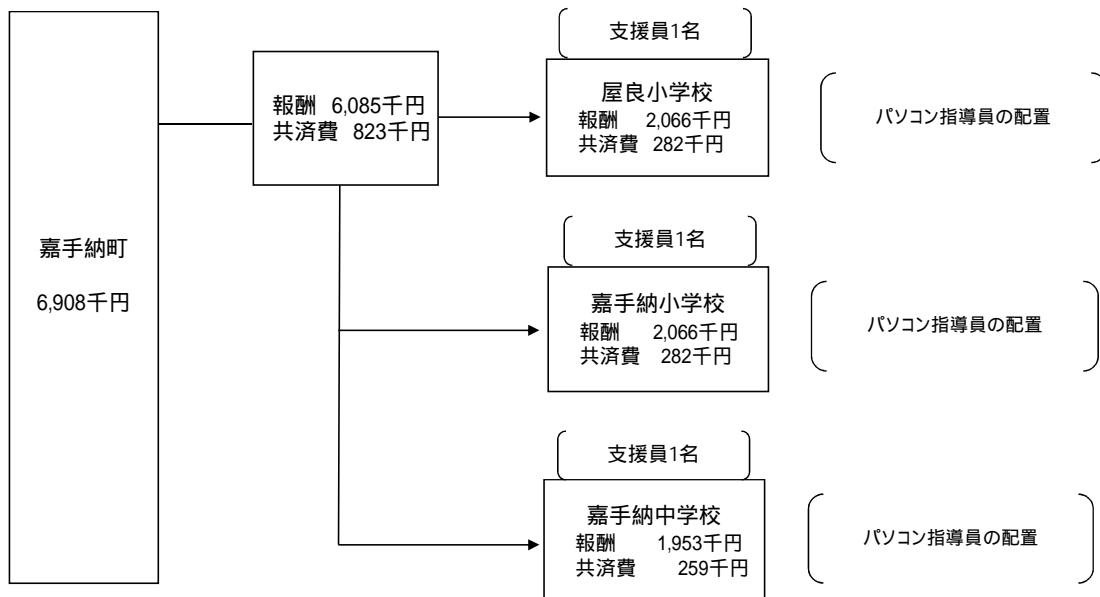 嘉手納町
6,908千円
報酬 6,085千円
共済費 823千円
支援員1名
屋良小学校
報酬 2,066千円
共済費 282千円
パソコン指導員の配置
支援員1名
嘉手納小学校
報酬 2,066千円
共済費 282千円
パソコン指導員の配置
支援員1名
嘉手納中学校
報酬 1,953千円
共済費 259千円
パソコン指導員の配置